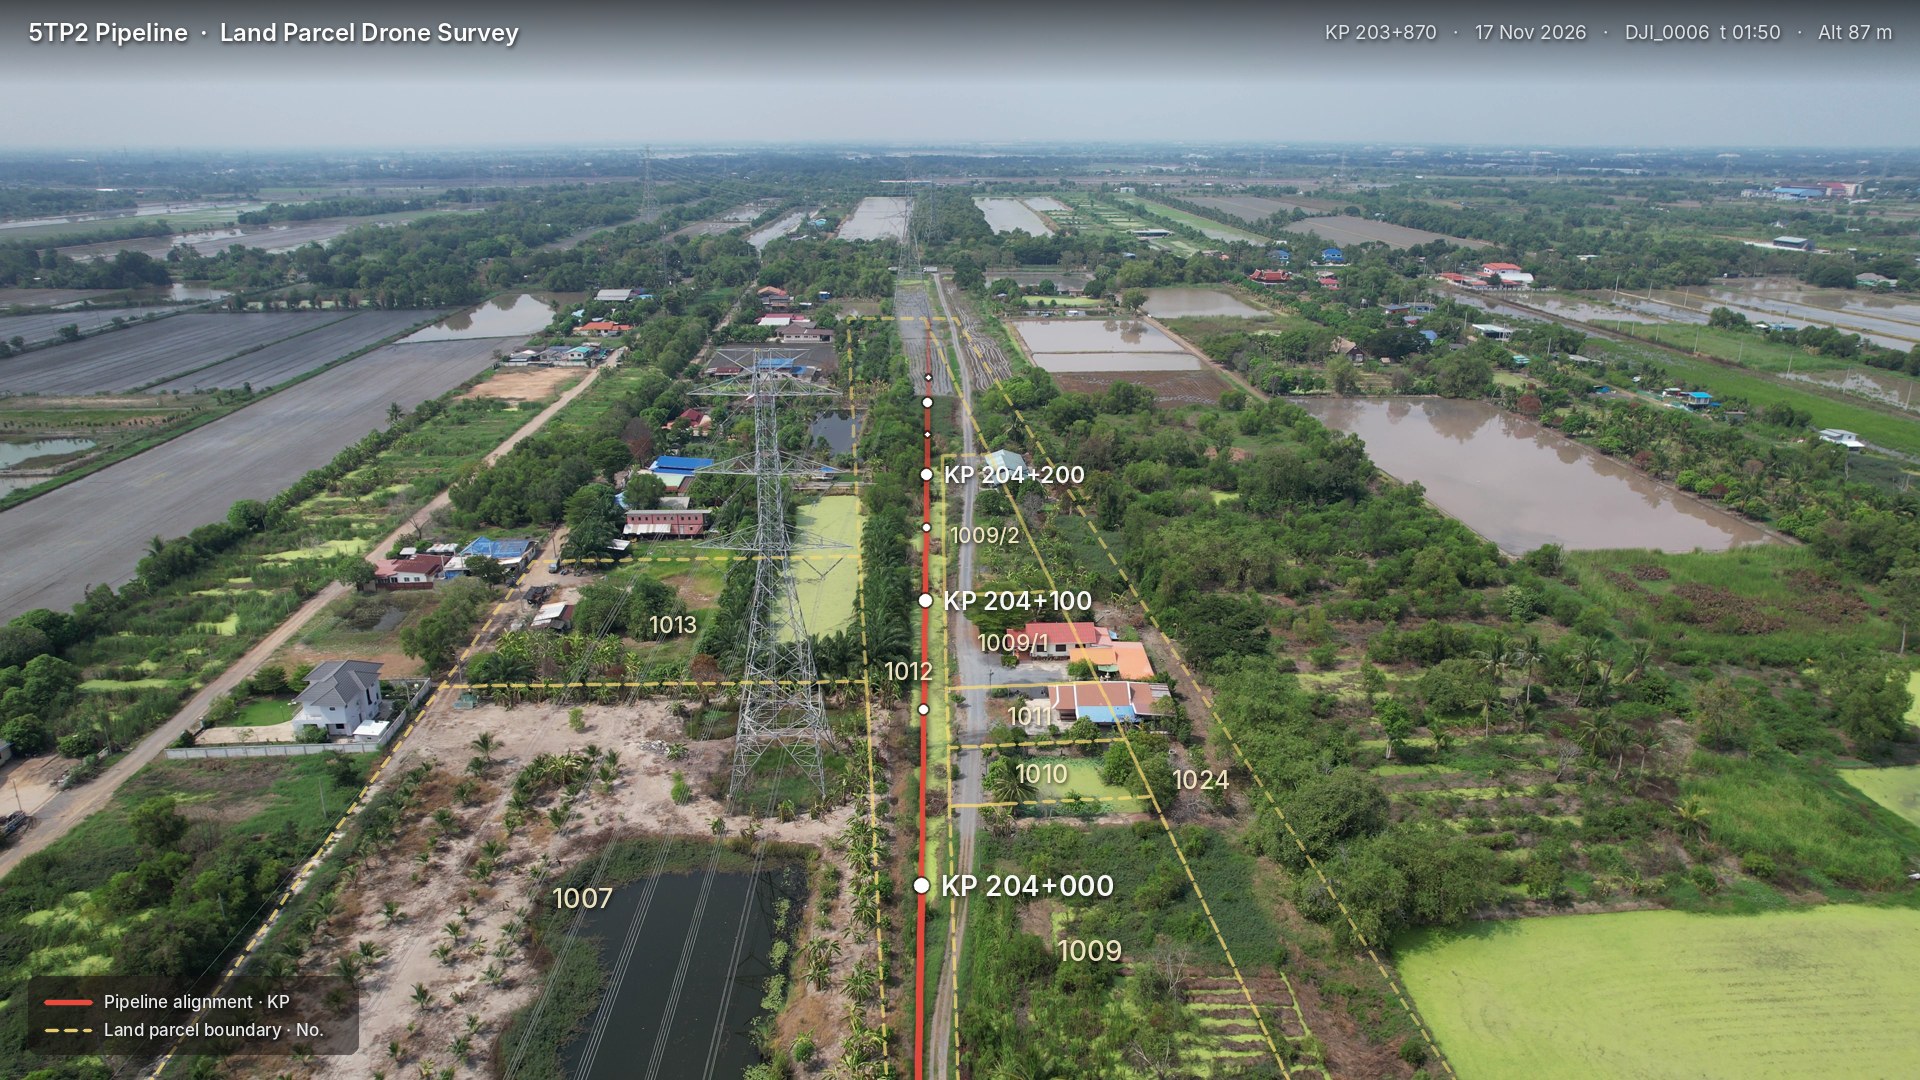 5TP2 Pipeline · Land Parcel Drone Survey
KP 203+870 · 17 Nov 2026 · DJI_0006 t 01:50 · Alt 87 m
KP 204+200
1009/2
KP 204+100
1013
1009/1
1012
1011
1010
1024
KP 204+000
1007
1009
Pipeline alignment · KP
Land parcel boundary · No.